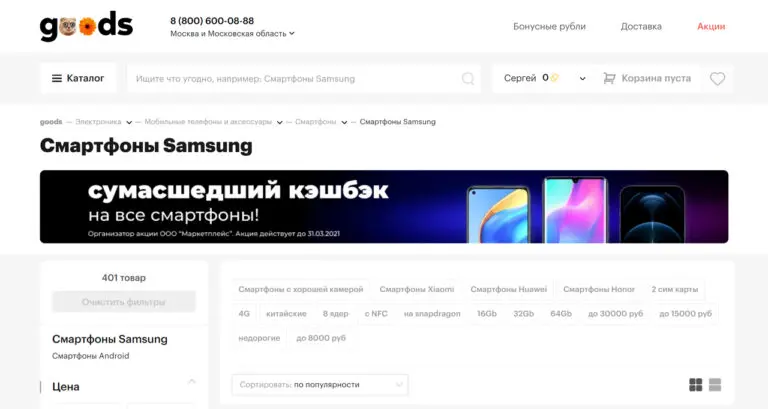 goods
8 (800) 600-08-88
Москва и Московская область
Бонусные рубли
Доставка
Акции
Каталог
Ищите что угодно, например: Смартфоны Samsung
Сергей 0
Корзина пуста
goods — Электроника — Мобильные телефоны и аксессуары — Смартфоны — Смартфоны Samsung
Смартфоны Samsung
сумасшедший кэшбэк
на все смартфоны!
Организатор акции ООО "Маркетплейс". Акция действует до 31.03.2021
401 товар
Очистить фильтры
Смартфоны Samsung
Смартфоны Android
Цена
Смартфоны с хорошей камерой Смартфоны Xiaomi Смартфоны Huawei Смартфоны Honor 2 сим карты
4G китайские 8 ядер с NFC на snapdragon 16Gb 32Gb 64Gb до 30000 руб до 15000 руб
недорогие до 8000 руб
Сортировать: по популярности